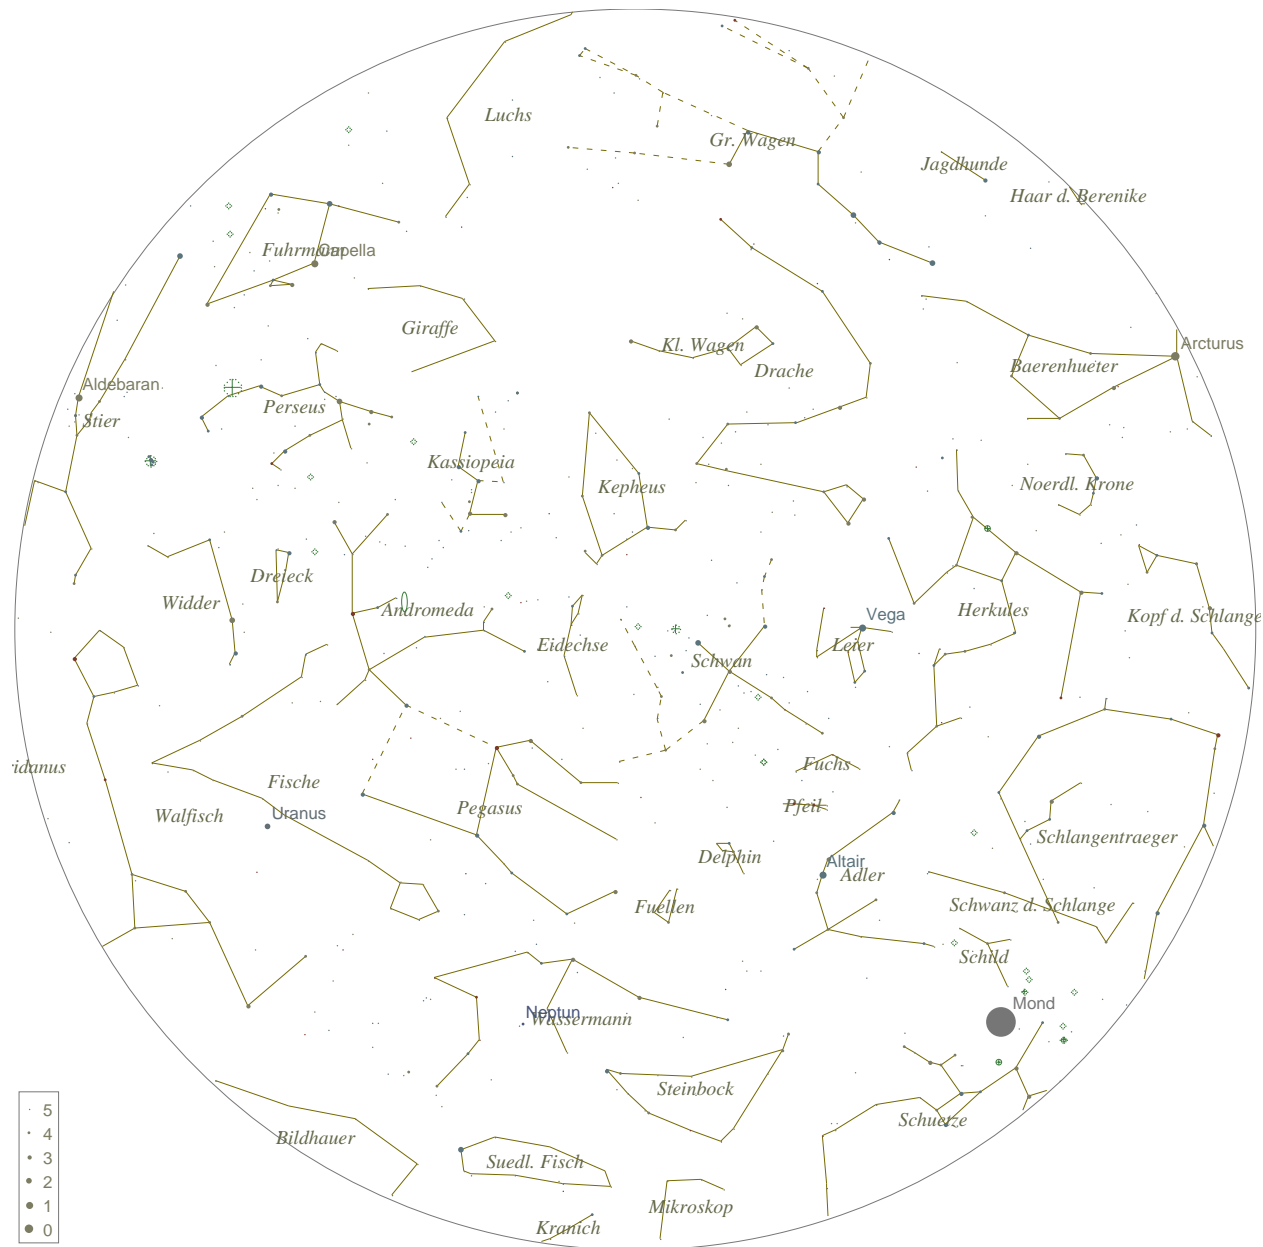 Luchs
Gr. Wagen
Jagdhunde
Haar d. Berenike
Fuhrmann
Capella
Giraffe
Kl. Wagen
Drache
Arcturus
Baerenhueter
Aldebaran
Stier
Perseus
Kassiopeia
Kepheus
Noerdl. Krone
Dreieck
Widder
Andromeda
Eidechse
Schwan
Vega
Leier
Herkules
Kopf d. Schlange
ridanus
Fische
Walfisch
Uranus
Pegasus
Fuchs
Pfeil
Schlangentraeger
Delphin
Altair
Adler
Fuellen
Schwanz d. Schlange
Schild
Mond
Neptun
Wassermann
Steinbock
Schuetze
Bildhauer
Suedl. Fisch
Mikroskop
Kranich
5
4
3
2
1
0